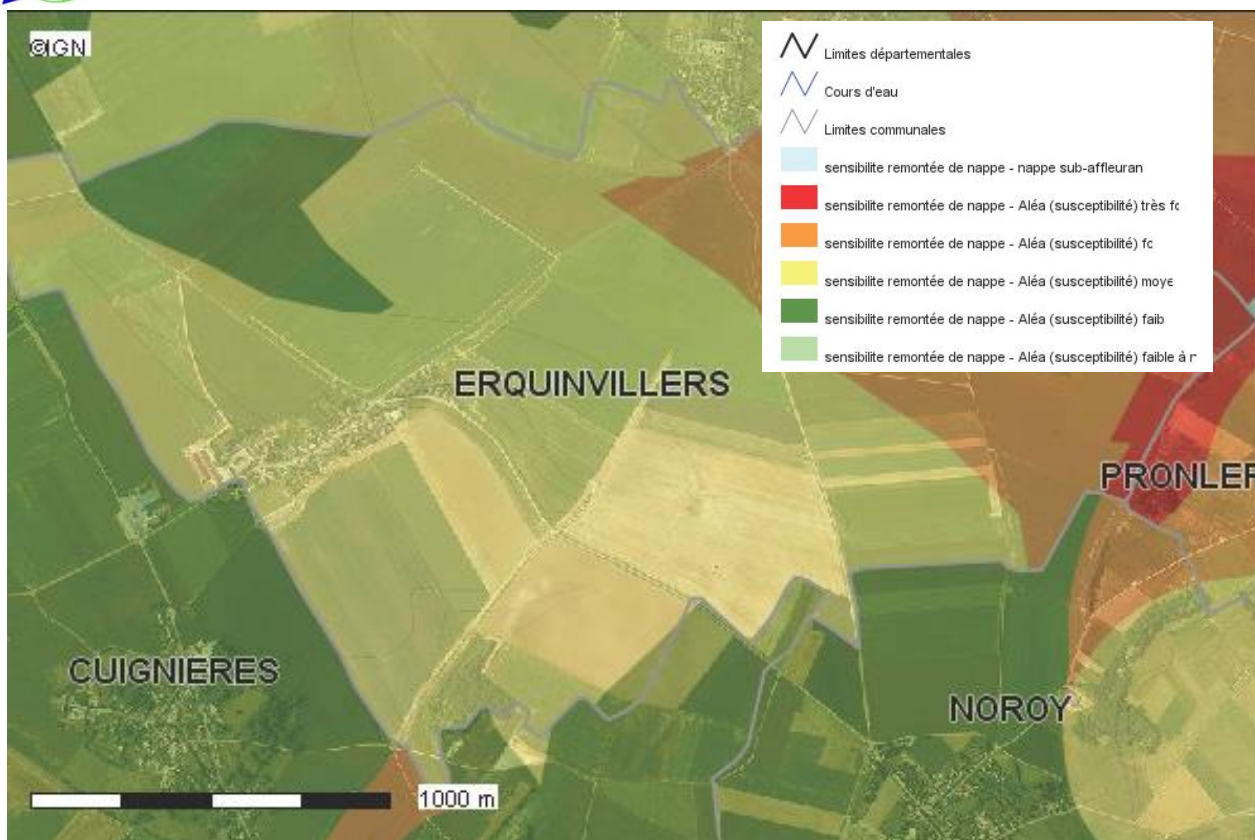 ©IGN
Limites départementales
Cours d'eau
Limites communales
sensibilite remontée de nappe - nappe sub-affleuran
sensibilite remontée de nappe - Aléa (susceptibilité) très fo
sensibilite remontée de nappe - Aléa (susceptibilité) fo
sensibilite remontée de nappe - Aléa (susceptibilité) moye
sensibilite remontée de nappe - Aléa (susceptibilité) faib
sensibilite remontée de nappe - Aléa (susceptibilité) faible à n
ERQUINVILLERS
PRONLER
CUIGNIERES
NOROY
1000 m